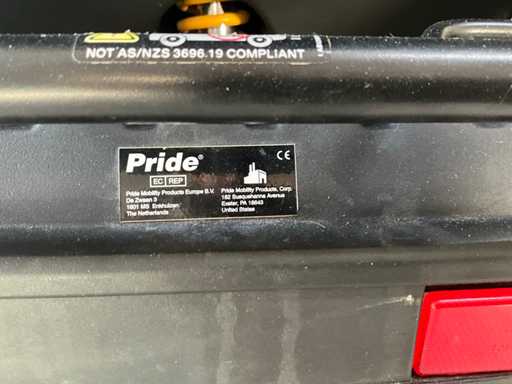 NOT AS/NZS 3696.19 COMPLIANT
Pride®
CE
EC REP
Pride Mobility Products Europe B.V.
De Zwaan 3
1601 MS Enkhuizen
The Netherlands
Pride Mobility Products, Corp.
182 Susquehanna Avenue
Exeter, PA 18643
United States